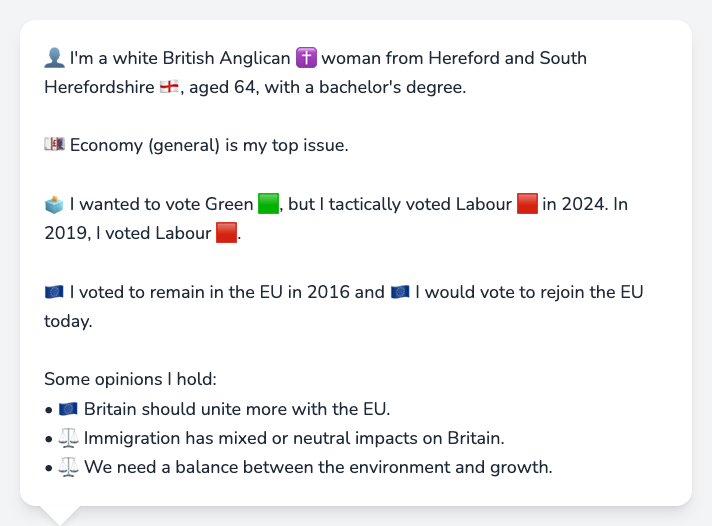 👤 I'm a white British Anglican ✝️ woman from Hereford and South
Herefordshire 🏴󠁧󠁢󠁥󠁮󠁧󠁿, aged 64, with a bachelor's degree.
💷 Economy (general) is my top issue.
🗳️ I wanted to vote Green 🟩, but I tactically voted Labour 🟥 in 2024. In
2019, I voted Labour 🟥.
🇪🇺 I voted to remain in the EU in 2016 and 🇪🇺 I would vote to rejoin the EU
today.
Some opinions I hold:
• 🇪🇺 Britain should unite more with the EU.
• ⚖️ Immigration has mixed or neutral impacts on Britain.
• ⚖️ We need a balance between the environment and growth.